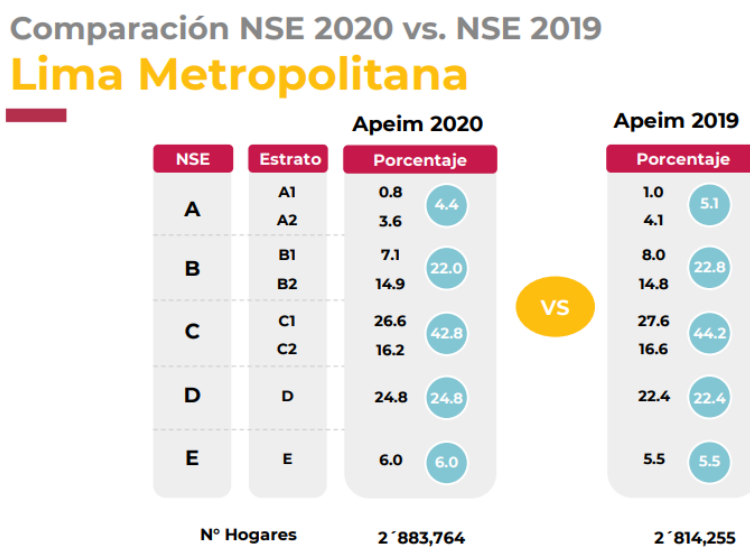 Comparación NSE 2020 vs. NSE 2019
Lima Metropolitana
Apeim 2020 Apeim 2019
NSE Estrato Porcentaje Porcentaje
A1 0.8 1.0
A 4.4 5.1
A2 3.6 4.1
B1 7.1 8.0
B 22.0 22.8
B2 14.9 14.8
VS
C1 26.6 27.6
C 42.8 44.2
C2 16.2 16.6
D D 24.8 24.8 22.4 22.4
E E 6.0 6.0 5.5 5.5
N° Hogares 2´883,764 2´814,255